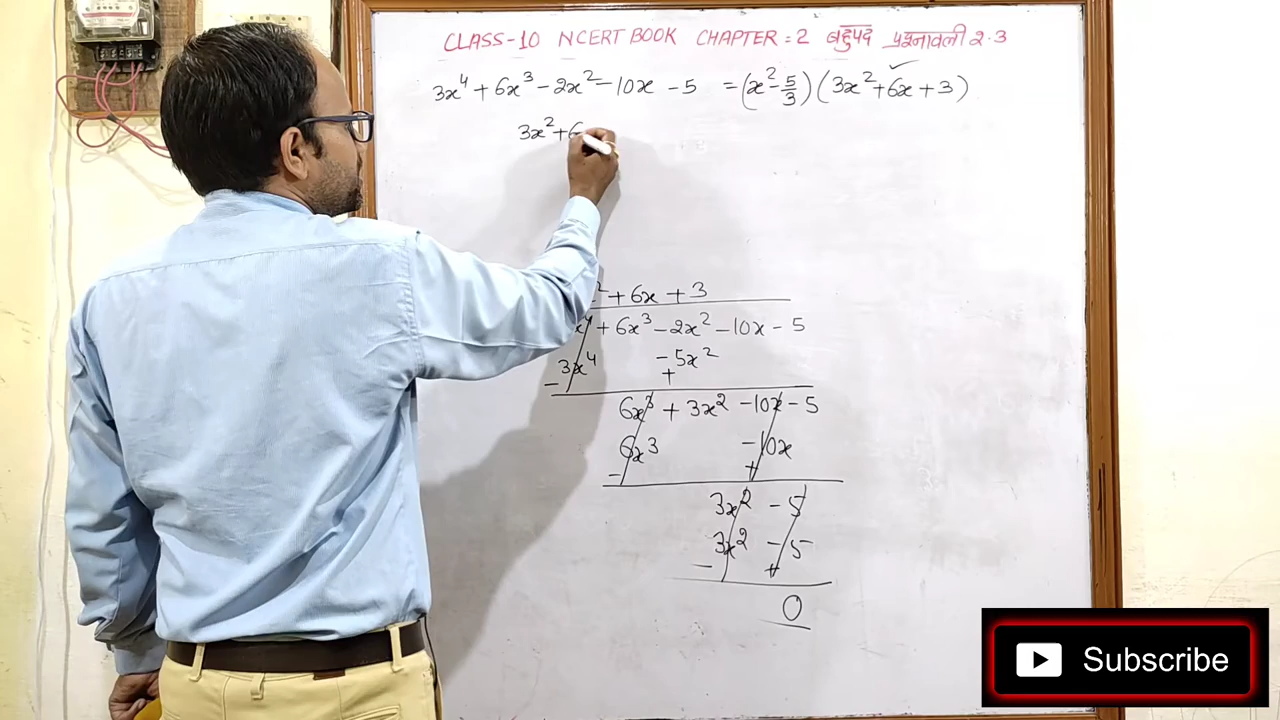 CLASS-10 NCERT BOOK CHAPTER=2 बहुपद प्रश्नावली 2.3
3x⁴ + 6x³ - 2x² - 10x - 5 = (x² - 5/3) (3x² + 6x + 3)
3x² + 6
² + 6x + 3
x⁴ + 6x³ - 2x² - 10x - 5
3x⁴ - 5x²
- +
6x³ + 3x² - 10x - 5
6x³ - 10x
- +
3x² - 5
3x² - 5
- +
0
Subscribe